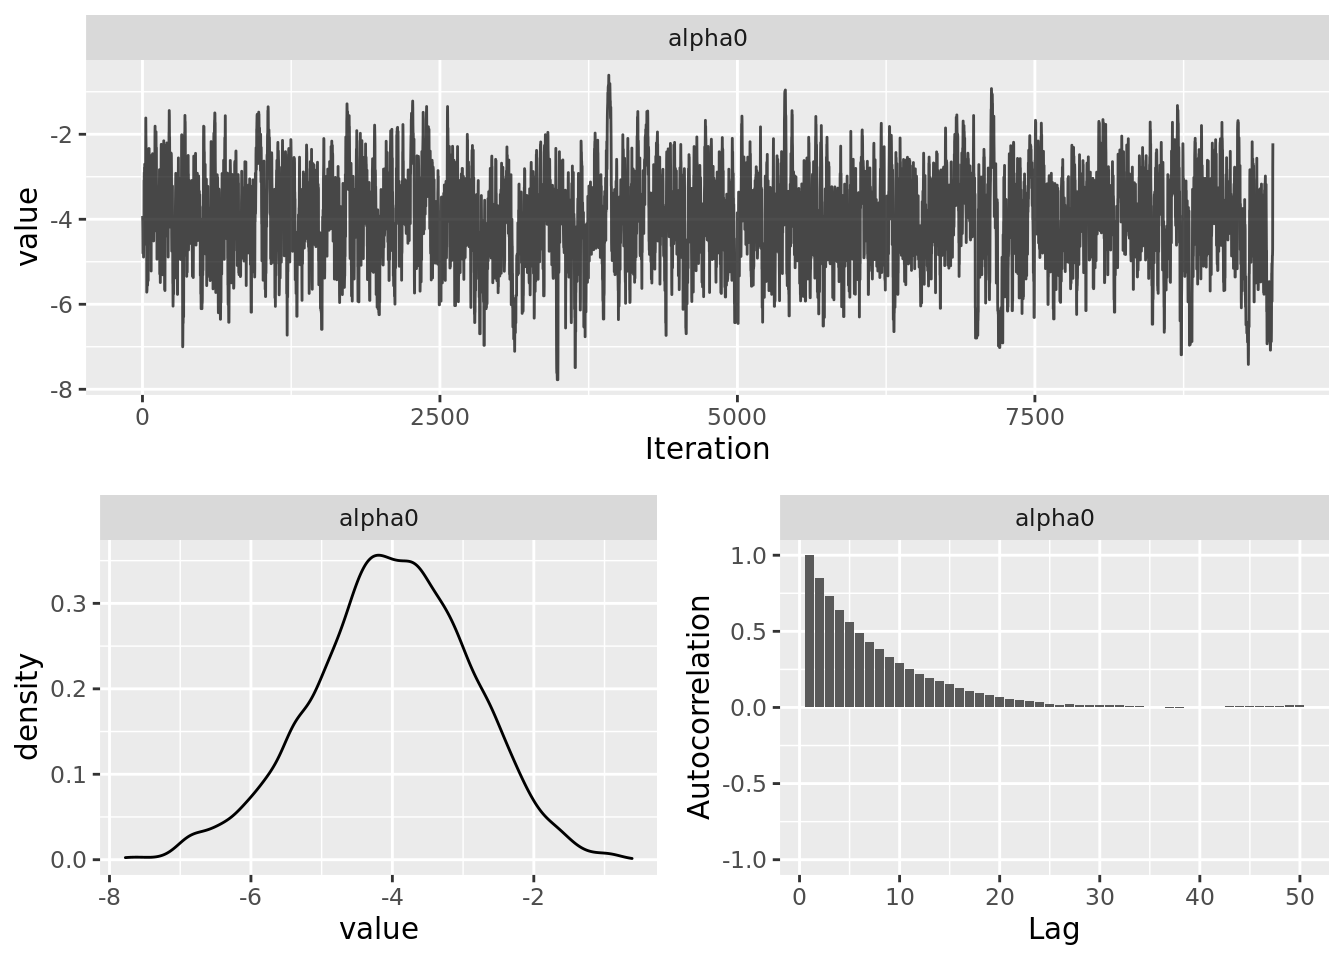 alpha0
value
-2
-4
-6
-8
0 2500 5000 7500
Iteration
alpha0
density
0.3
0.2
0.1
0.0
-8 -6 -4 -2
value
alpha0
Autocorrelation
1.0
0.5
0.0
-0.5
-1.0
0 10 20 30 40 50
Lag